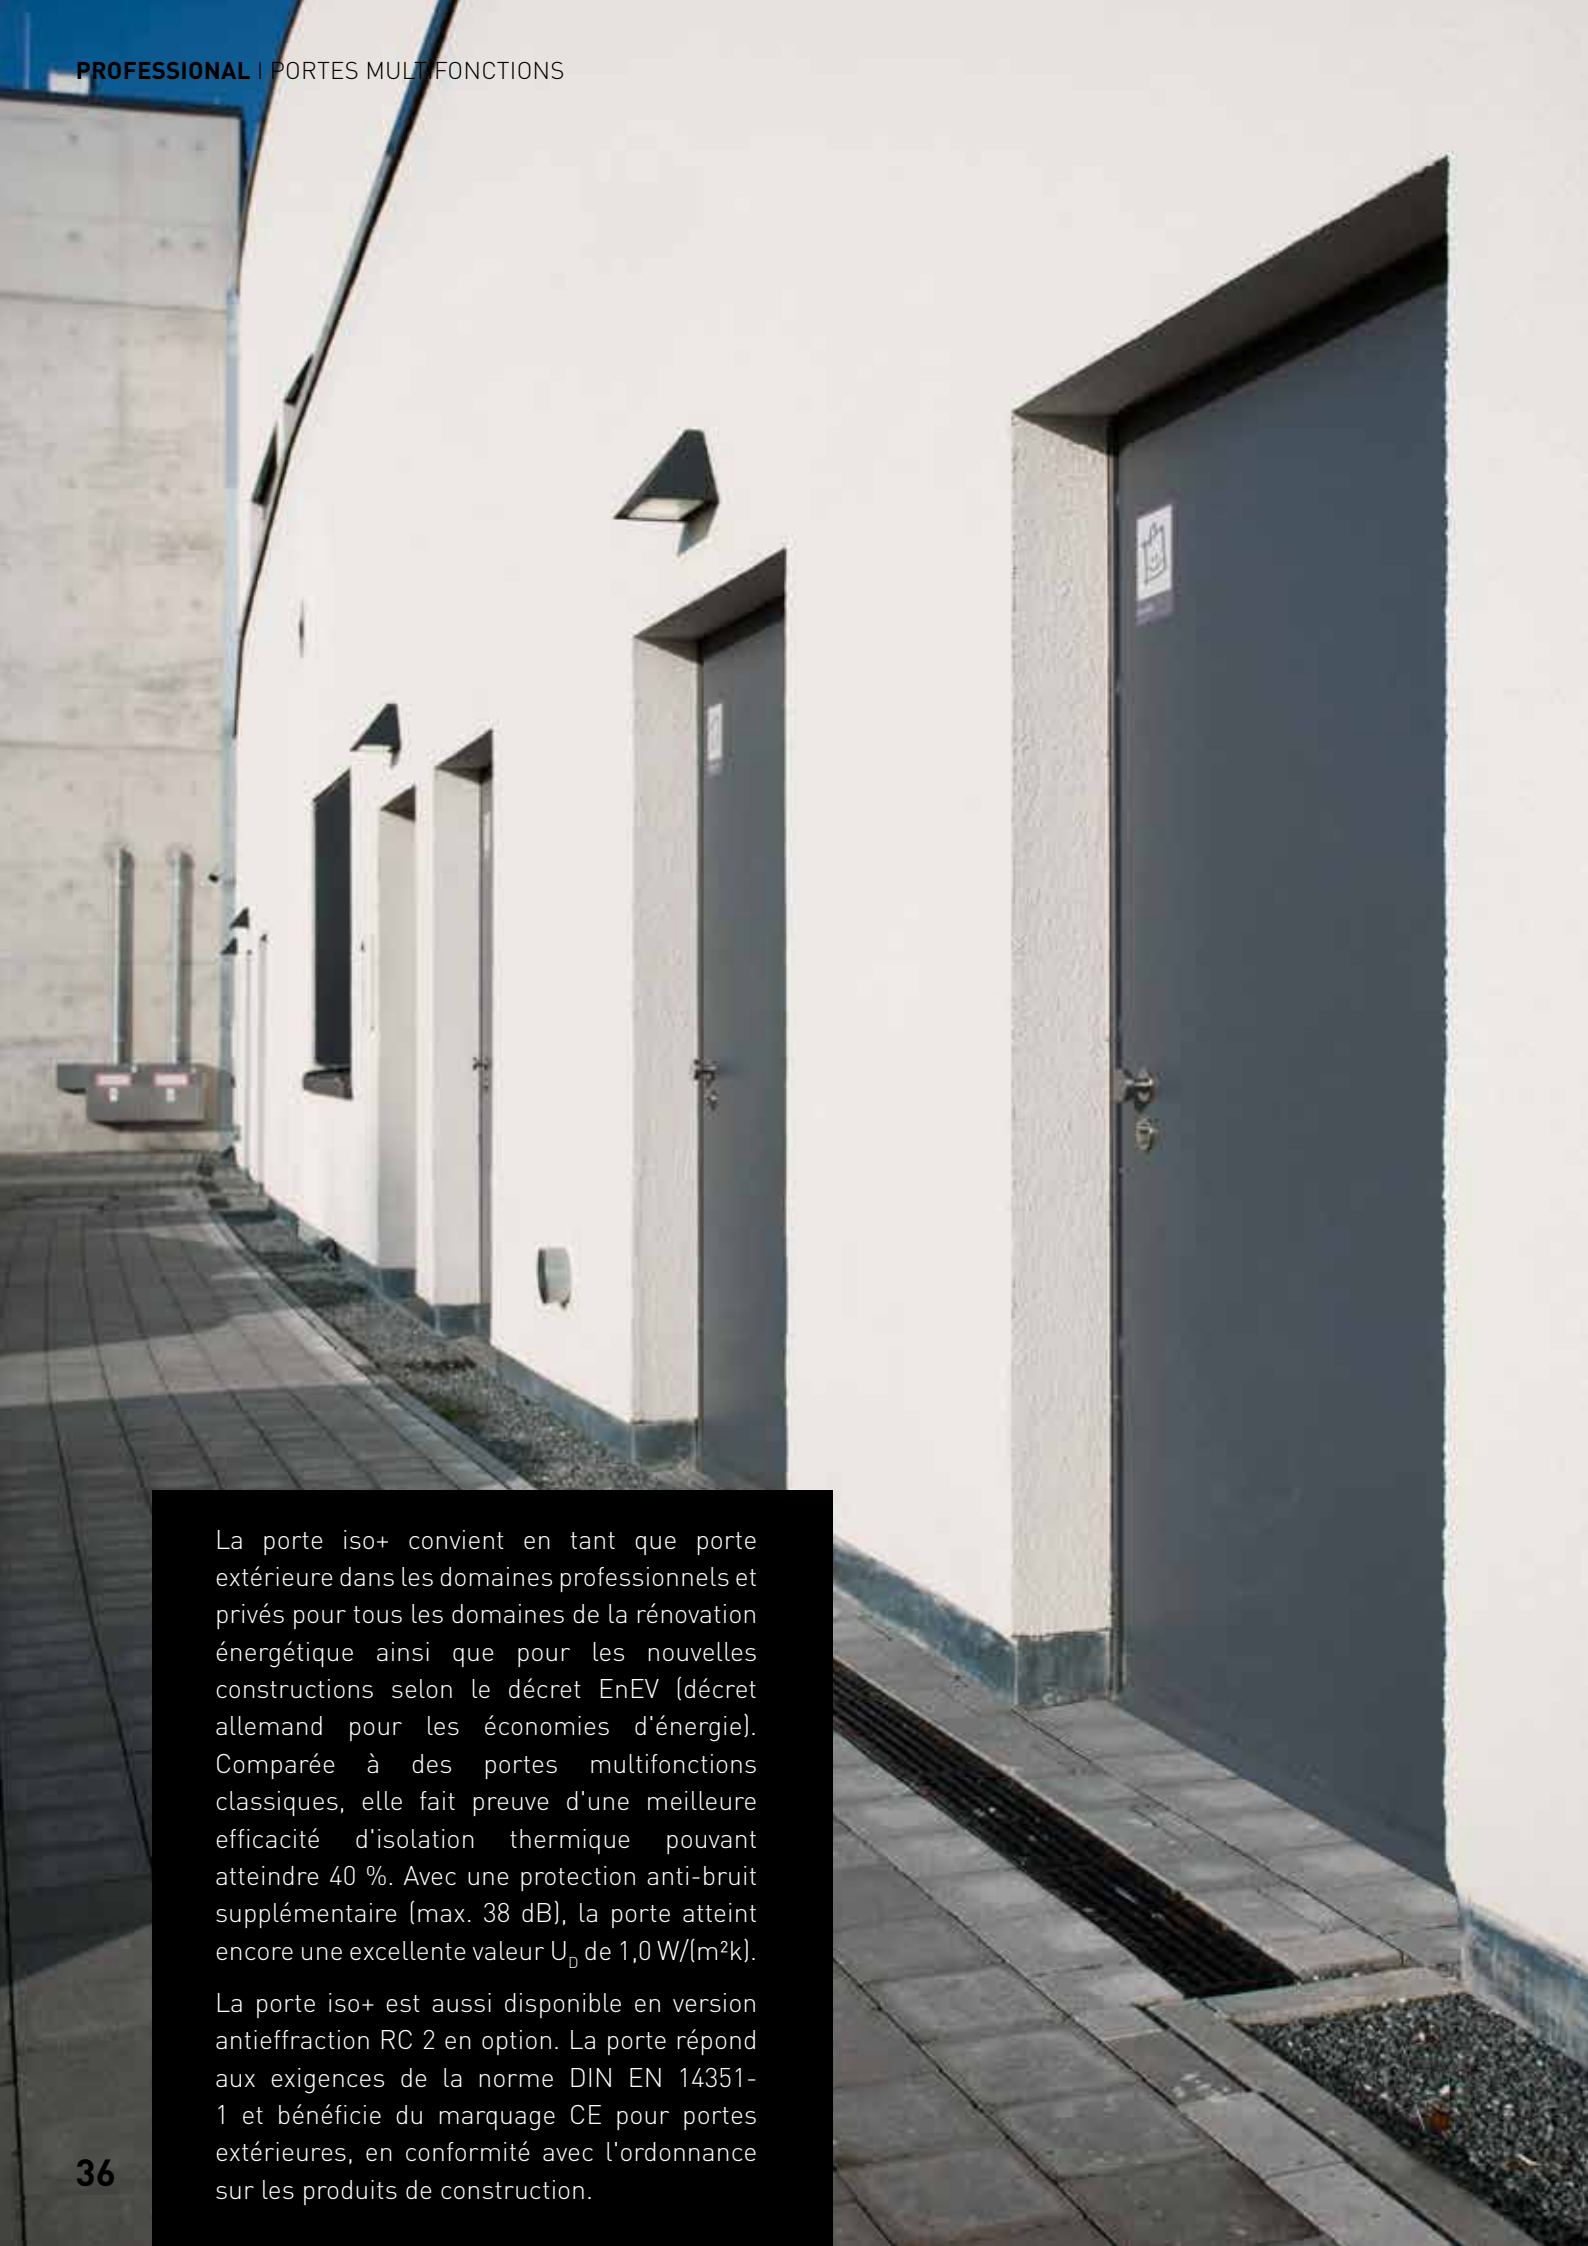 PROFESSIONAL | PORTES MULTIFONCTIONS
La porte iso+ convient en tant que porte
extérieure dans les domaines professionnels et
privés pour tous les domaines de la rénovation
énergétique ainsi que pour les nouvelles
constructions selon le décret EnEV (décret
allemand pour les économies d'énergie).
Comparée à des portes multifonctions
classiques, elle fait preuve d'une meilleure
efficacité d'isolation thermique pouvant
atteindre 40 %. Avec une protection anti-bruit
supplémentaire (max. 38 dB), la porte atteint
encore une excellente valeur U_D de 1,0 W/(m²k).
La porte iso+ est aussi disponible en version
antieffraction RC 2 en option. La porte répond
aux exigences de la norme DIN EN 14351-
1 et bénéficie du marquage CE pour portes
extérieures, en conformité avec l'ordonnance
sur les produits de construction.
36